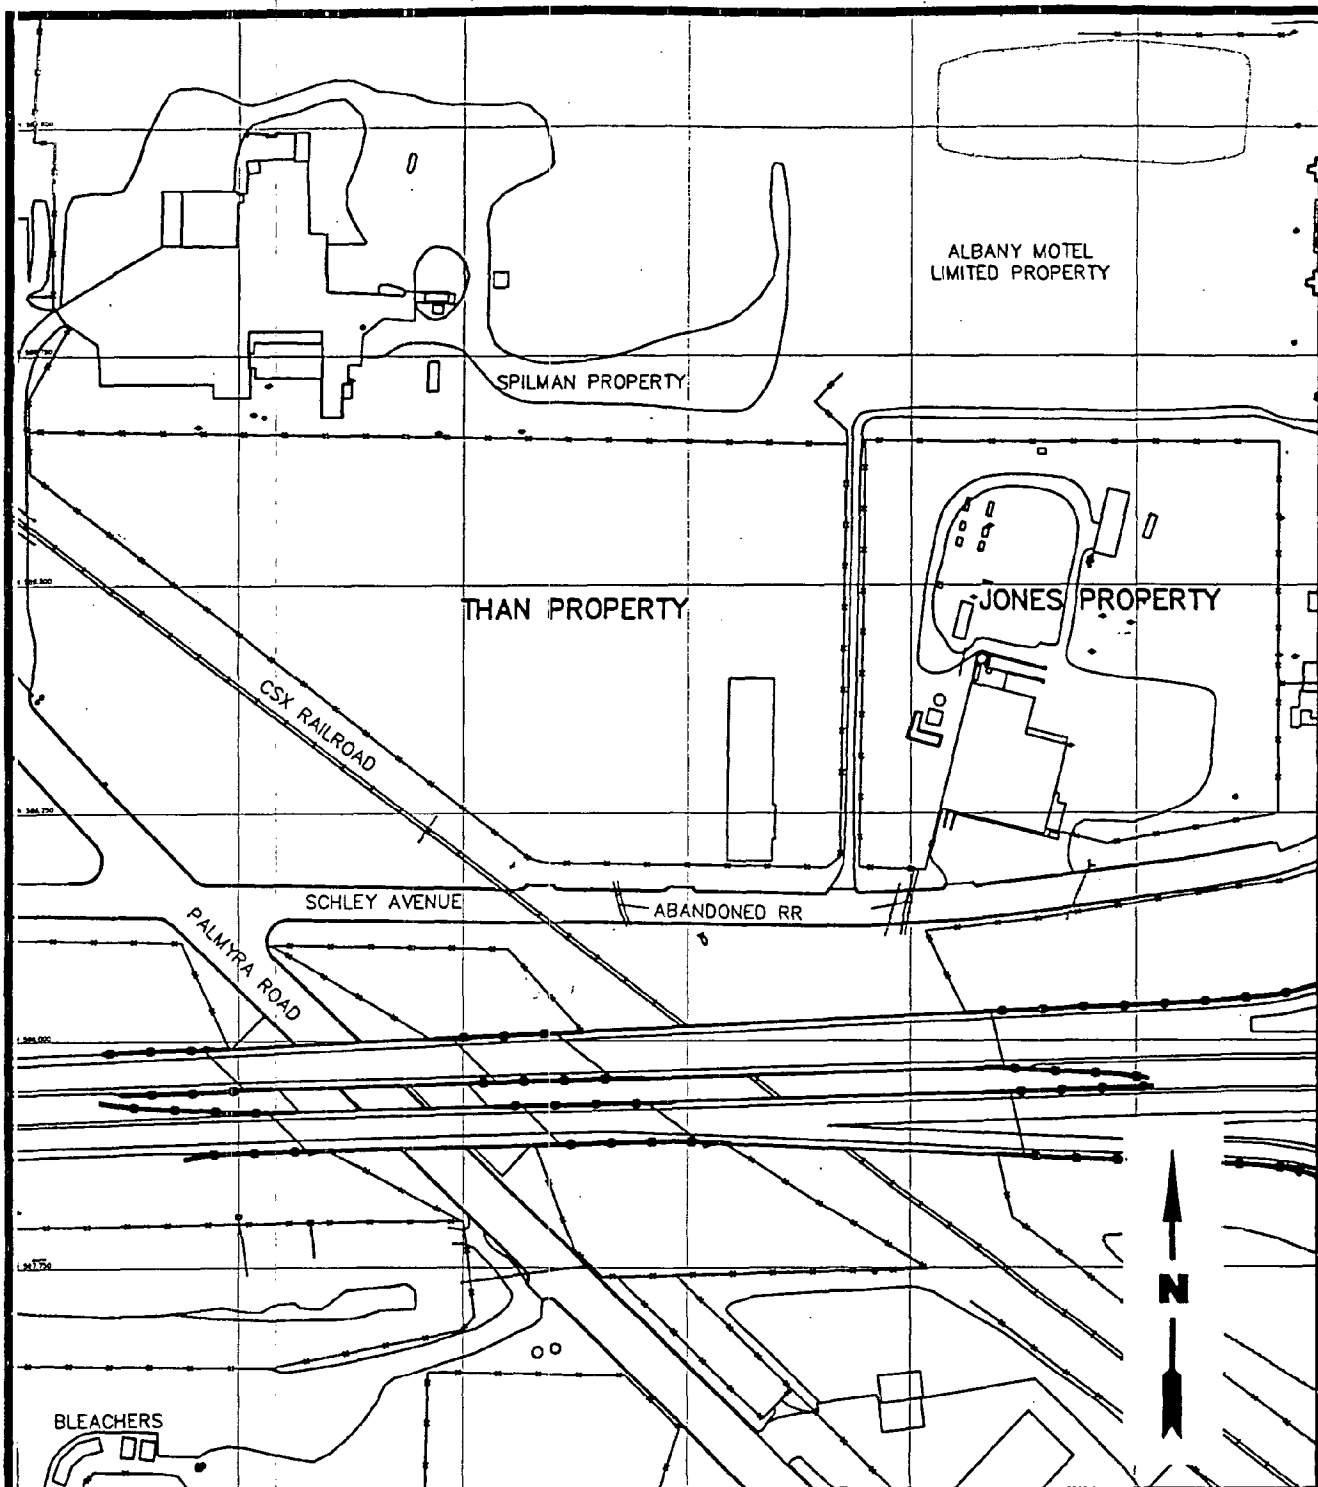 ALBANY MOTEL
LIMITED PROPERTY
SPILMAN PROPERTY
THAN PROPERTY
JONES PROPERTY
CSX RAILROAD
SCHLEY AVENUE
ABANDONED RR
PALMYRA ROAD
N
BLEACHERS